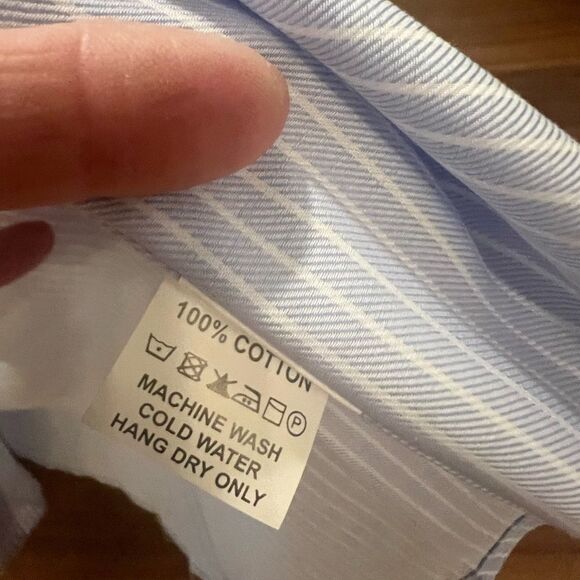 100% COTTON
P
MACHINE WASH
COLD WATER
HANG DRY ONLY